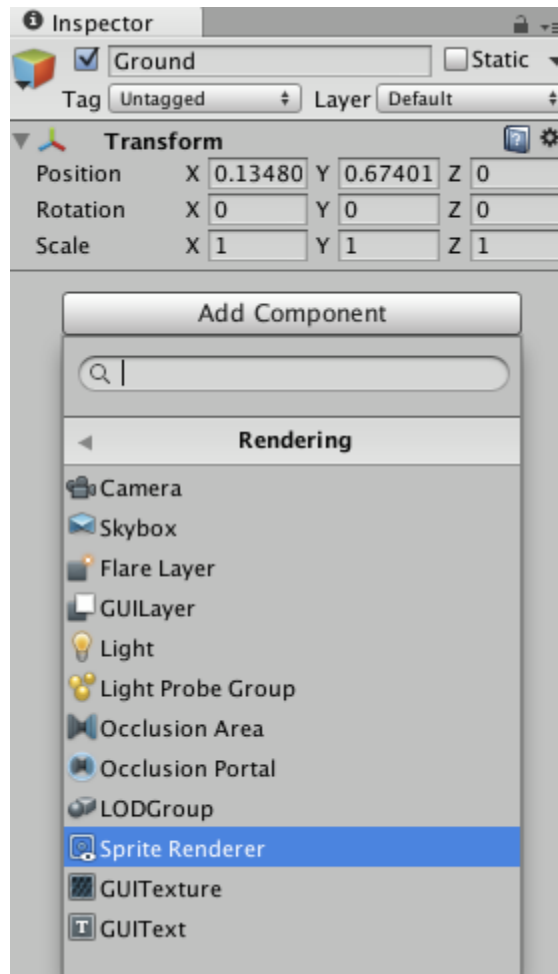 Inspector
Ground Static
Tag Untagged Layer Default
Transform
Position X 0.13480 Y 0.67401 Z 0
Rotation X 0 Y 0 Z 0
Scale X 1 Y 1 Z 1
Add Component
Rendering
Camera
Skybox
Flare Layer
GUILayer
Light
Light Probe Group
Occlusion Area
Occlusion Portal
LODGroup
Sprite Renderer
GUITexture
T GUIText